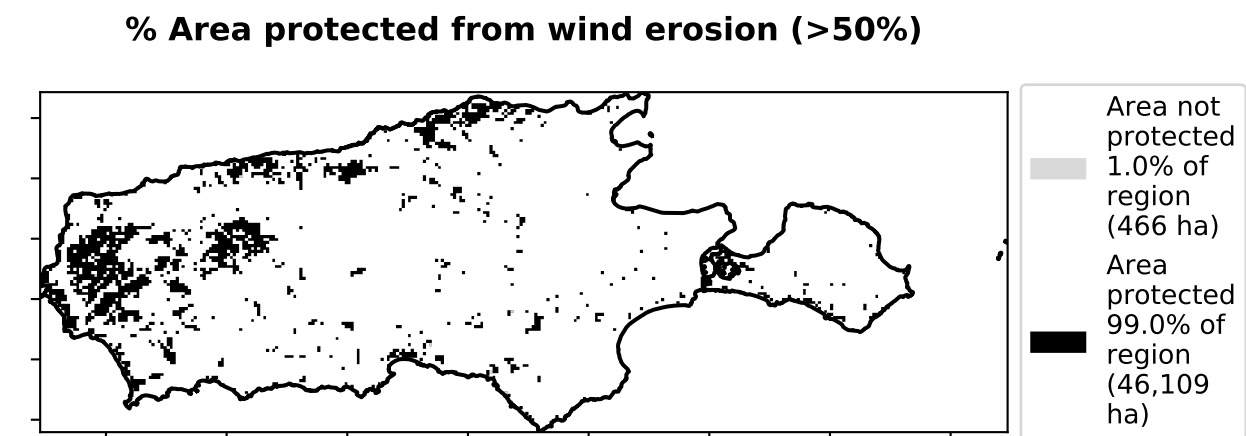 % Area protected from wind erosion (>50%)
Area not
protected
1.0% of
region
(466 ha)
Area
protected
99.0% of
region
(46,109
ha)